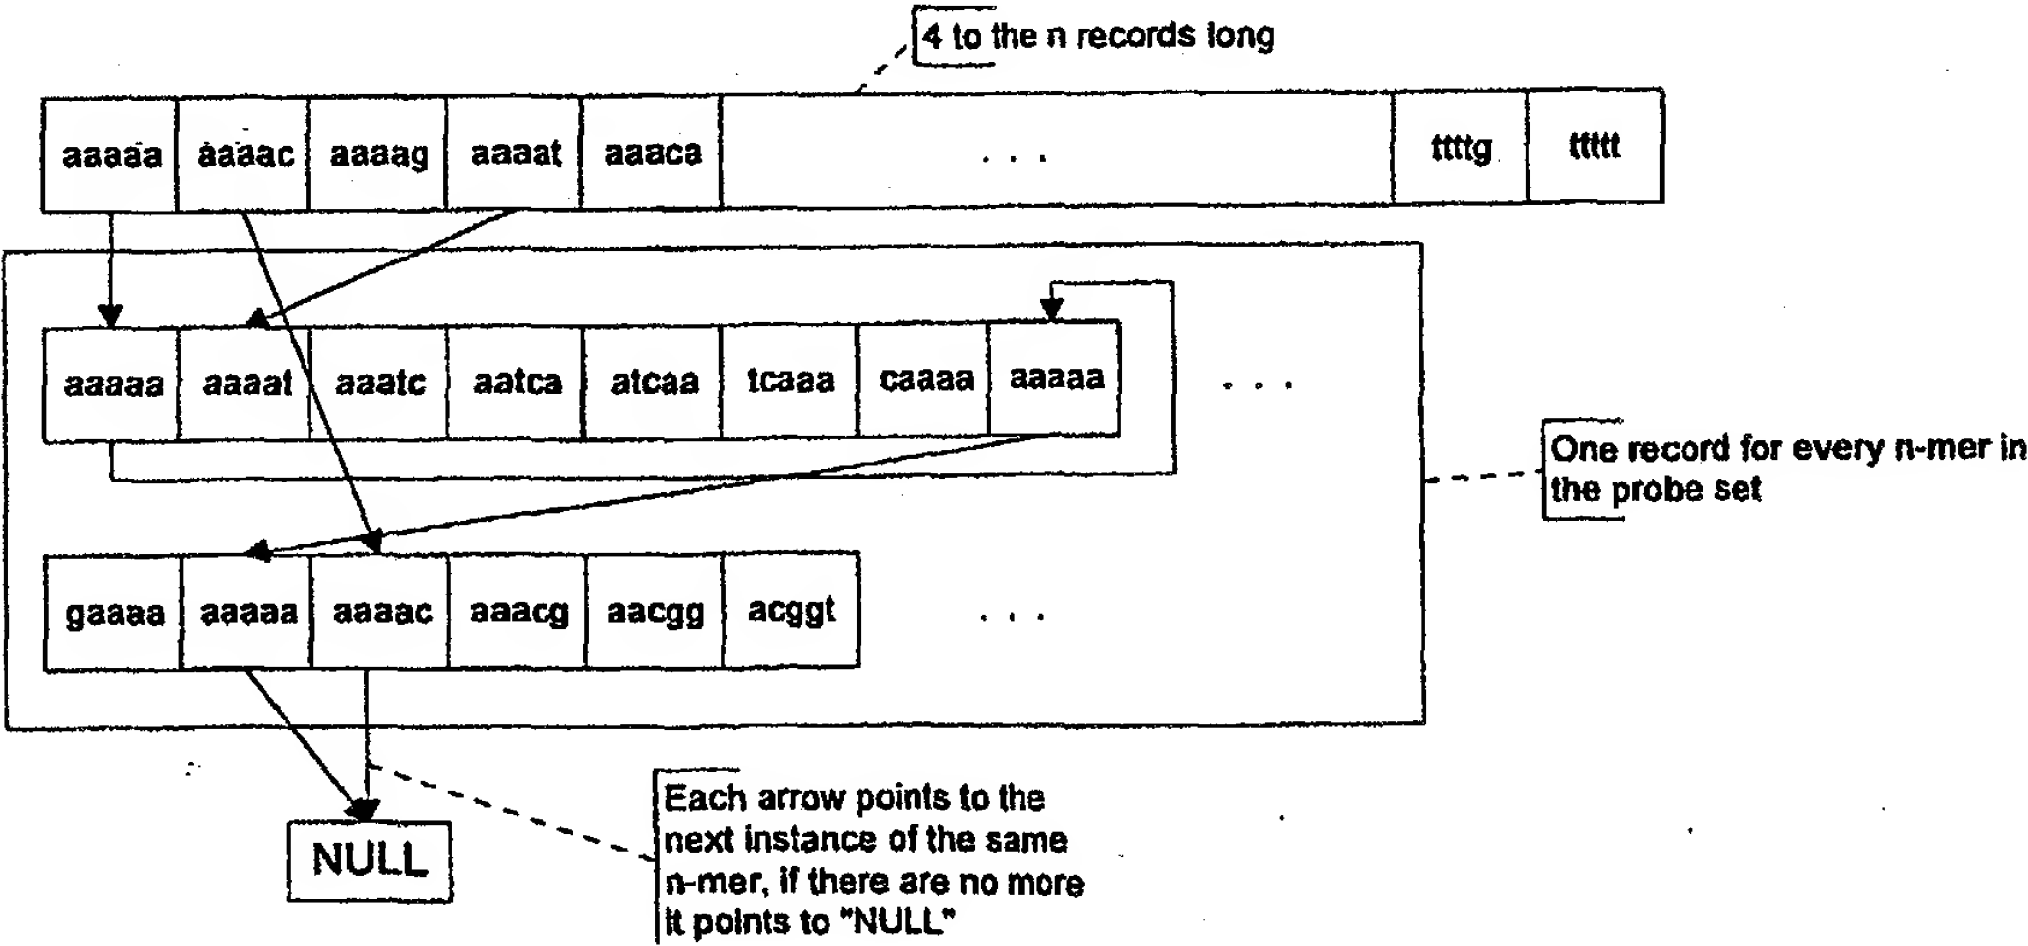 4 to the n records long
aaaaa aaaac aaaag aaaat aaaca . . . ttttg ttttt
aaaaa aaaat aaatc aatca atcaa tcaaa caaaa aaaaa . . .
One record for every n-mer in
the probe set
gaaaa aaaaa aaaac aaacg aacgg acggt . . .
Each arrow points to the
next instance of the same
n-mer, if there are no more
it points to "NULL"
NULL